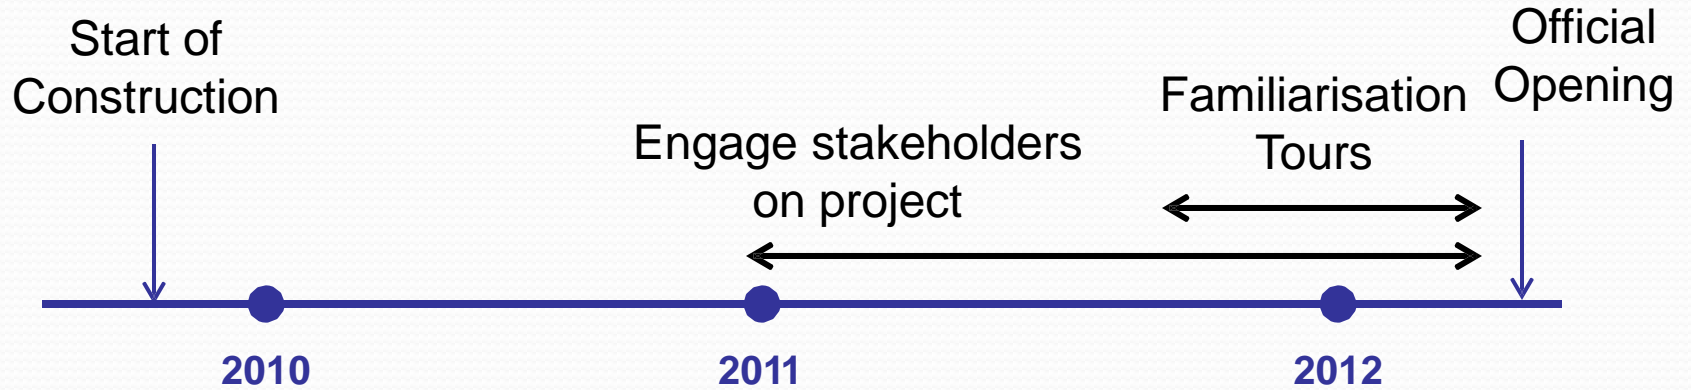 Start of
Construction
Engage stakeholders
on project
Familiarisation
Tours
Official
Opening
2010
2011
2012